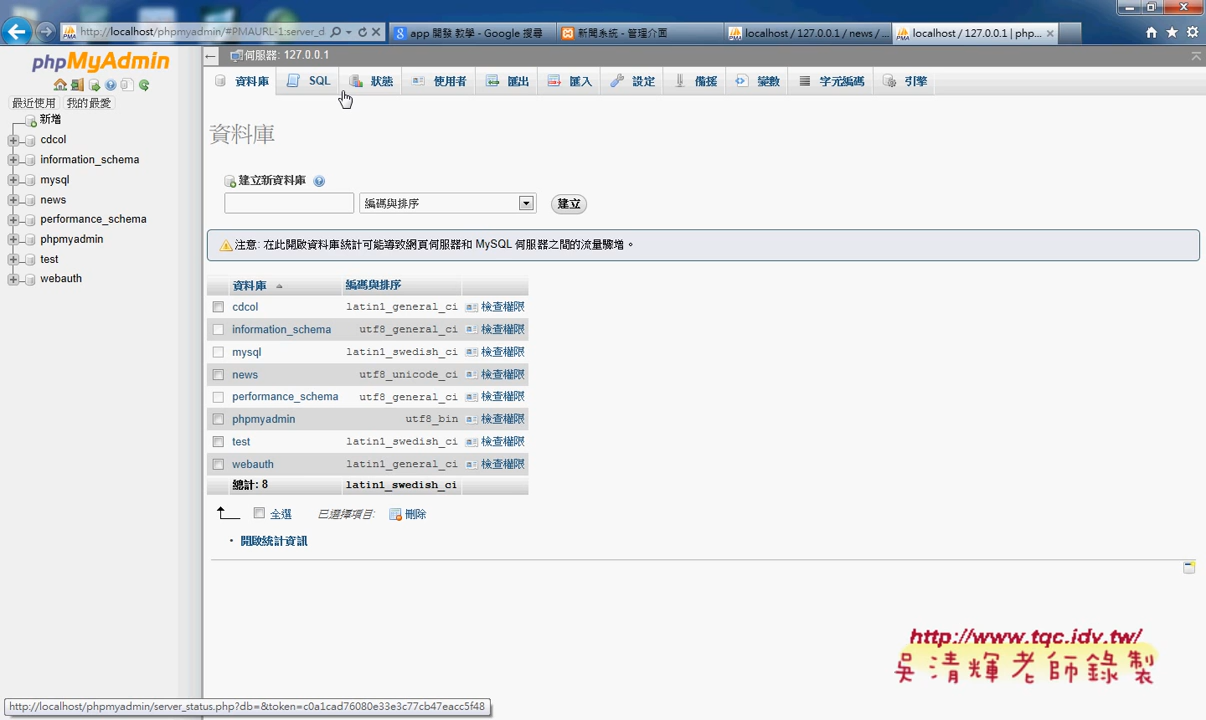 http://localhost/phpmyadmin/#PMAURL-1:server_d
app 開發 教學 - Google 搜尋
新聞系統 - 管理介面
localhost / 127.0.0.1 / news / ...
localhost / 127.0.0.1 | php...
phpMyAdmin
伺服器: 127.0.0.1
資料庫
SQL
狀態
使用者
匯出
匯入
設定
備援
變數
字元編碼
引擎
最近使用
我的最愛
新增
cdcol
information_schema
mysql
news
performance_schema
phpmyadmin
test
webauth
資料庫
建立新資料庫
編碼與排序
建立
注意: 在此開啟資料庫統計可能導致網頁伺服器和 MySQL 伺服器之間的流量驟增。
資料庫 編碼與排序
cdcol latin1_general_ci 檢查權限
information_schema utf8_general_ci 檢查權限
mysql latin1_swedish_ci 檢查權限
news utf8_unicode_ci 檢查權限
performance_schema utf8_general_ci 檢查權限
phpmyadmin utf8_bin 檢查權限
test latin1_swedish_ci 檢查權限
webauth latin1_general_ci 檢查權限
總計: 8 latin1_swedish_ci
全選 已選擇項目: 刪除
開啟統計資訊
http://www.tqc.idv.tw/
吳清輝老師錄製
http://localhost/phpmyadmin/server_status.php?db=&token=c0a1cad76080e33e3c77cb47eacc5f48